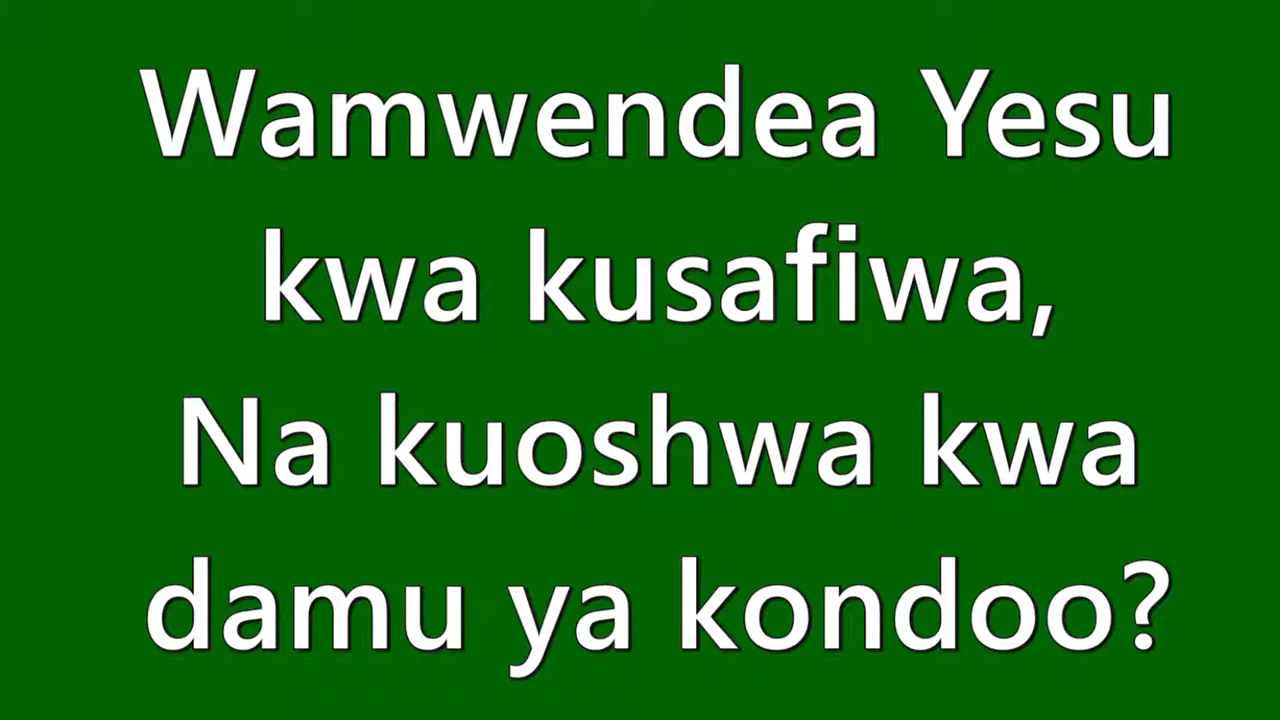 Wamwendea Yesu
kwa kusafiwa,
Na kuoshwa kwa
damu ya kondoo?